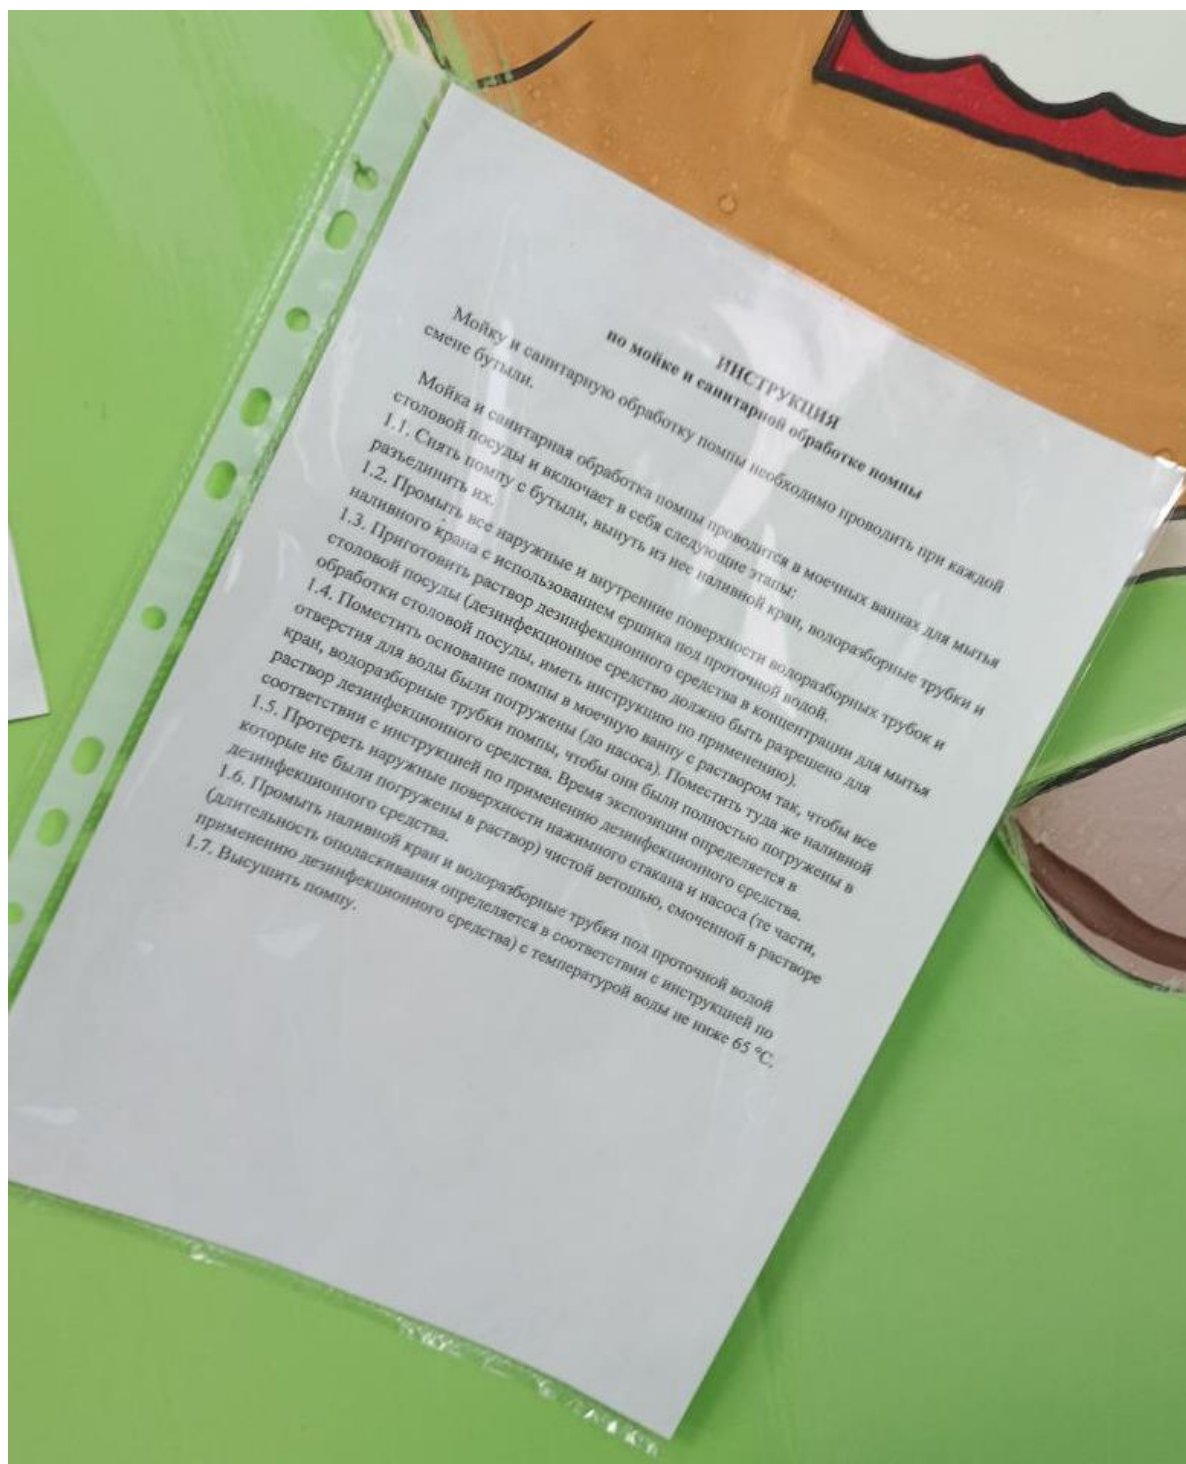 ИНСТРУКЦИЯ
по мойке и санитарной обработке помпы
Мойку и санитарную обработку помпы необходимо проводить при каждой
смене бутыли.
Мойка и санитарная обработка помпы проводится в моечных ваннах для мытья
столовой посуды и включает в себя следующие этапы:
1.1. Снять помпу с бутыли, вынуть из нее наливной кран, водоразборные трубки и
разъединить их.
1.2. Промыть все наружные и внутренние поверхности водоразборных трубок и
наливного крана с использованием ершика под проточной водой.
1.3. Приготовить раствор дезинфекционного средства в концентрации для мытья
столовой посуды (дезинфекционное средство должно быть разрешено для
обработки столовой посуды, иметь инструкцию по применению).
1.4. Поместить основание помпы в моечную ванну с раствором так, чтобы все
отверстия для воды были погружены (до насоса). Поместить туда же наливной
кран, водоразборные трубки помпы, чтобы они были полностью погружены в
раствор дезинфекционного средства. Время экспозиции определяется в
соответствии с инструкцией по применению дезинфекционного средства.
1.5. Протереть наружные поверхности нажимного стакана и насоса (те части,
которые не были погружены в раствор) чистой ветошью, смоченной в растворе
дезинфекционного средства.
1.6. Промыть наливной кран и водоразборные трубки под проточной водой
(длительность ополаскивания определяется в соответствии с инструкцией по
применению дезинфекционного средства) с температурой воды не ниже 65 °С.
1.7. Высушить помпу.